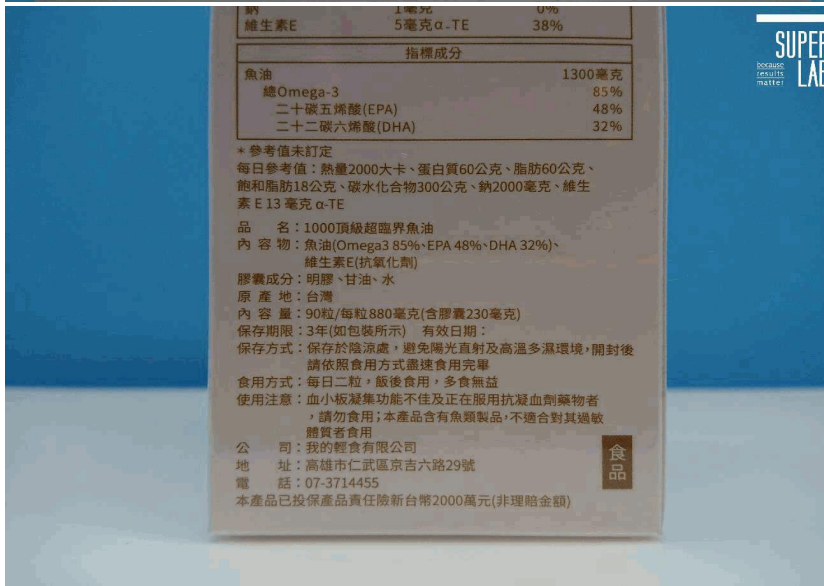 鈉 1毫克 0%
維生素E 5毫克α-TE 38%
指標成分
魚油 1300毫克
總Omega-3 85%
二十碳五烯酸(EPA) 48%
二十二碳六烯酸(DHA) 32%
＊參考值未訂定
每日參考值：熱量2000大卡、蛋白質60公克、脂肪60公克、
飽和脂肪18公克、碳水化合物300公克、鈉2000毫克、維生
素 E 13 毫克 α-TE
品 名：1000頂級超臨界魚油
內 容 物：魚油(Omega3 85%、EPA 48%、DHA 32%)、
維生素E(抗氧化劑)
膠囊成分：明膠、甘油、水
原 產 地：台灣
內 容 量：90粒/每粒880毫克(含膠囊230毫克)
保存期限：3年(如包裝所示) 有效日期：
保存方式：保存於陰涼處，避免陽光直射及高溫多濕環境，開封後
請依照食用方式盡速食用完畢
食用方式：每日二粒，飯後食用，多食無益
使用注意：血小板凝集功能不佳及正在服用抗凝血劑藥物者
，請勿食用；本產品含有魚類製品，不適合對其過敏
體質者食用
公 司：我的輕食有限公司
地 址：高雄市仁武區京吉六路29號
電 話：07-3714455
本產品已投保產品責任險新台幣2000萬元(非理賠金額)
食品
SUPER
LAB
because
results
matter